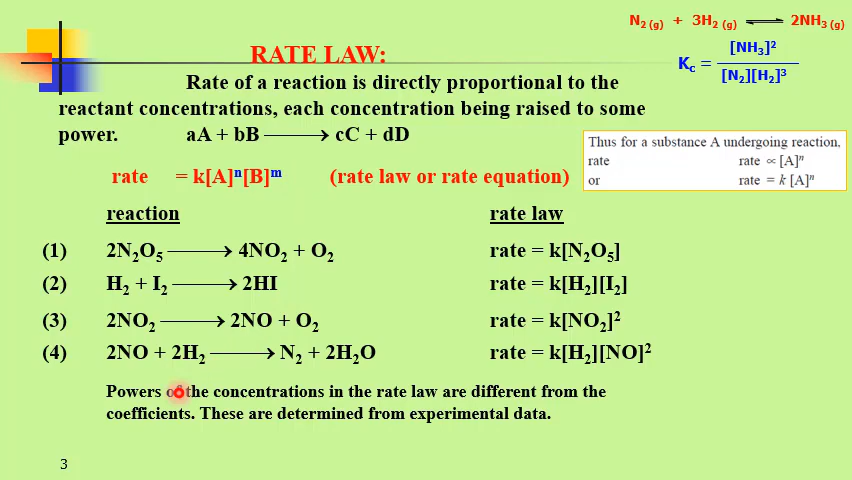 N₂ (g) + 3H₂ (g) ⇌ 2NH₃ (g)
RATE LAW:
Kc = [NH₃]² / [N₂][H₂]³
Rate of a reaction is directly proportional to the
reactant concentrations, each concentration being raised to some
power. aA + bB ⟶ cC + dD
Thus for a substance A undergoing reaction,
rate rate ∝ [A]ⁿ
or rate = k [A]ⁿ
rate = k[A]ⁿ[B]ᵐ (rate law or rate equation)
reaction rate law
(1) 2N₂O₅ ⟶ 4NO₂ + O₂ rate = k[N₂O₅]
(2) H₂ + I₂ ⟶ 2HI rate = k[H₂][I₂]
(3) 2NO₂ ⟶ 2NO + O₂ rate = k[NO₂]²
(4) 2NO + 2H₂ ⟶ N₂ + 2H₂O rate = k[H₂][NO]²
Powers the concentrations in the rate law are different from the
coefficients. These are determined from experimental data.
3